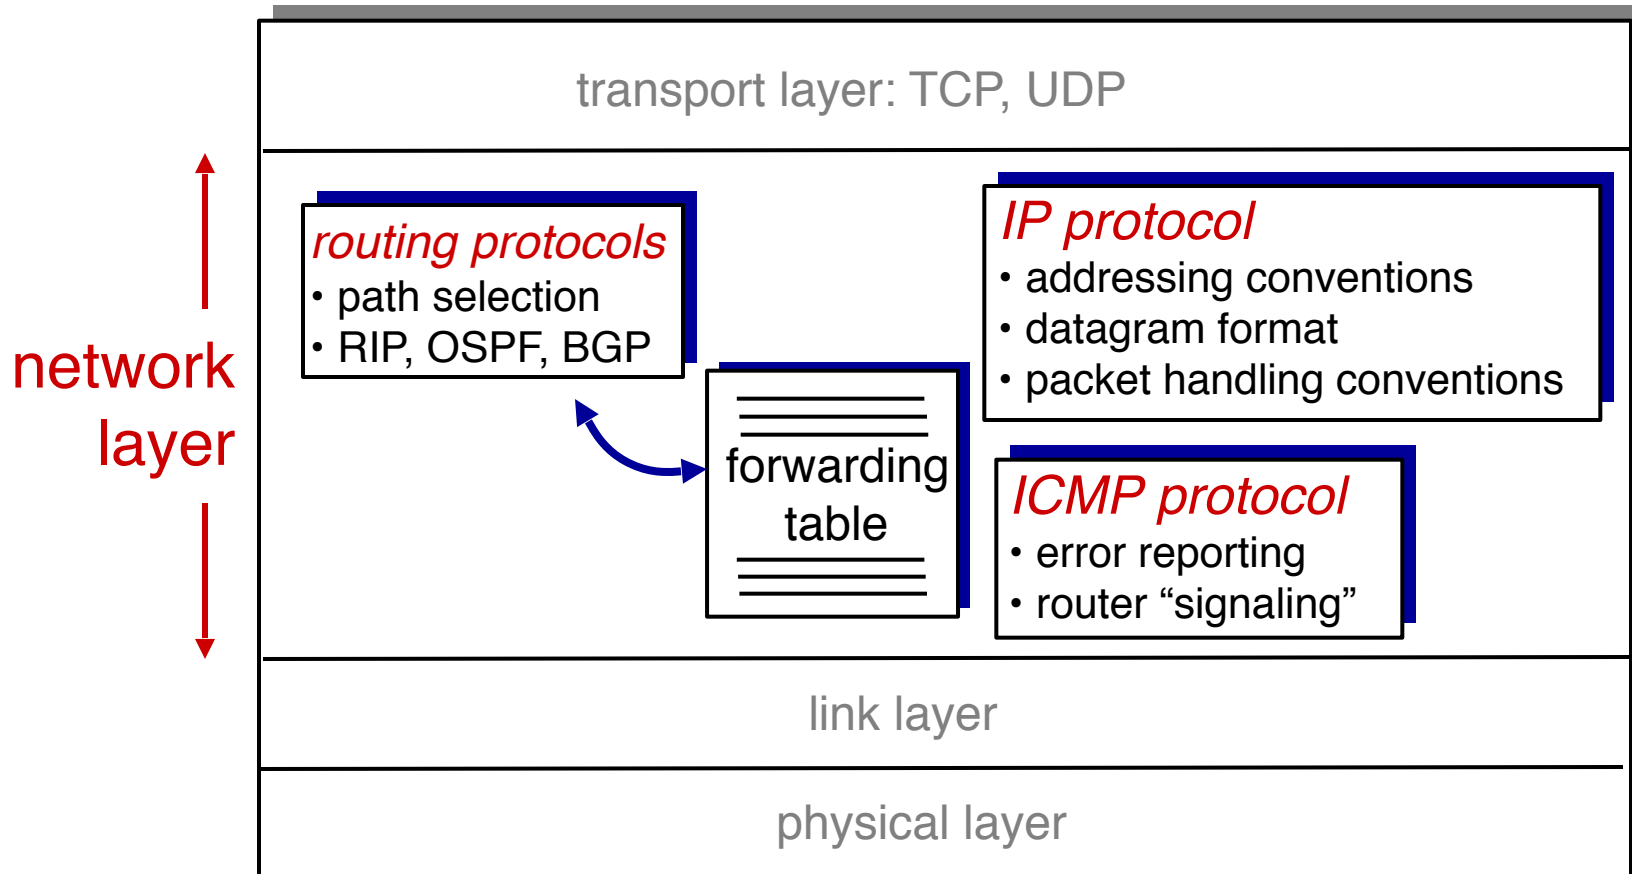 transport layer: TCP, UDP
network
layer
routing protocols
• path selection
• RIP, OSPF, BGP
forwarding
table
IP protocol
• addressing conventions
• datagram format
• packet handling conventions
ICMP protocol
• error reporting
• router “signaling”
link layer
physical layer